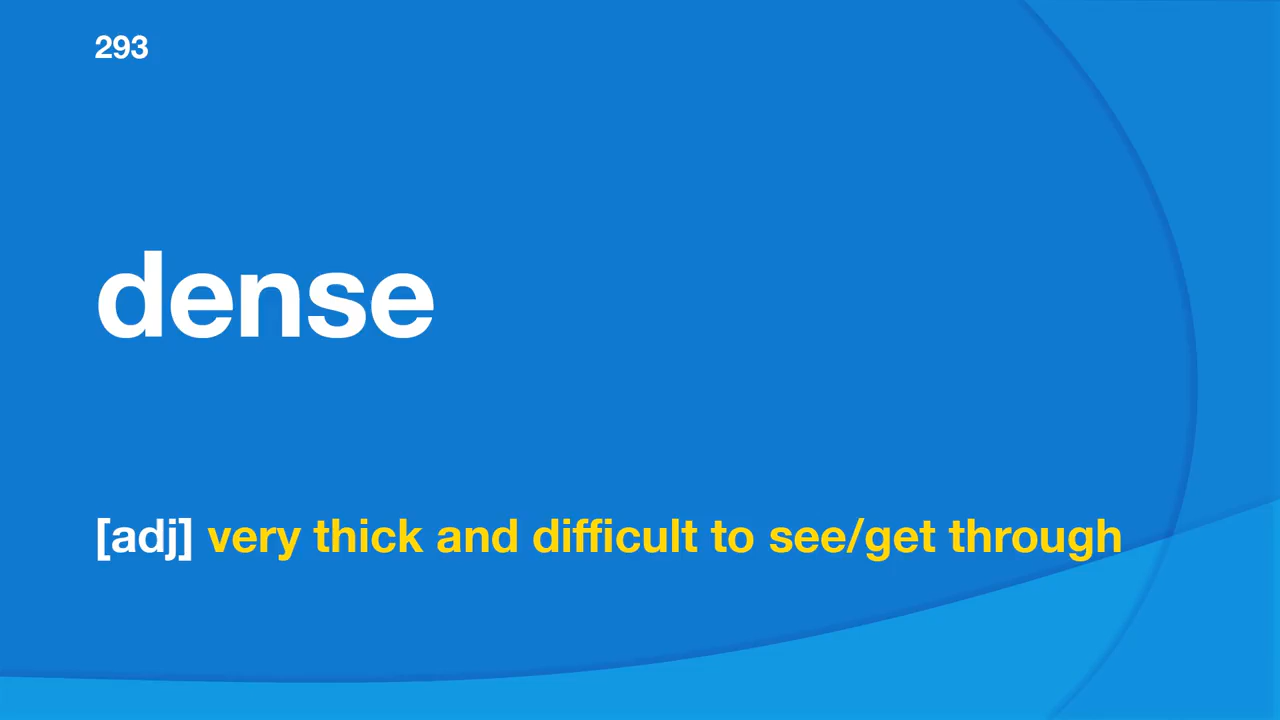 293
dense
[adj] very thick and difficult to see/get through